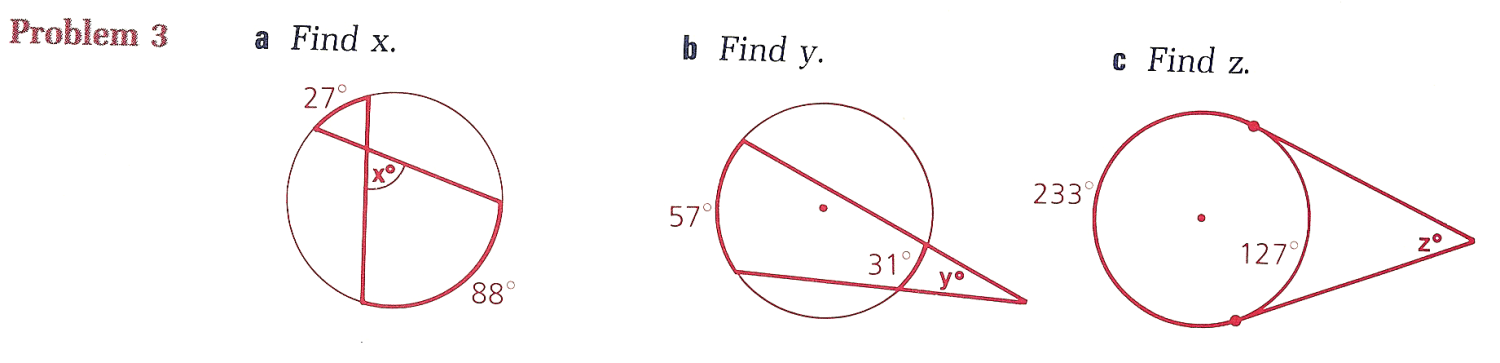 Problem 3
a Find x.
27°
x°
88°
b Find y.
57°
31°
y°
c Find z.
233°
127°
z°